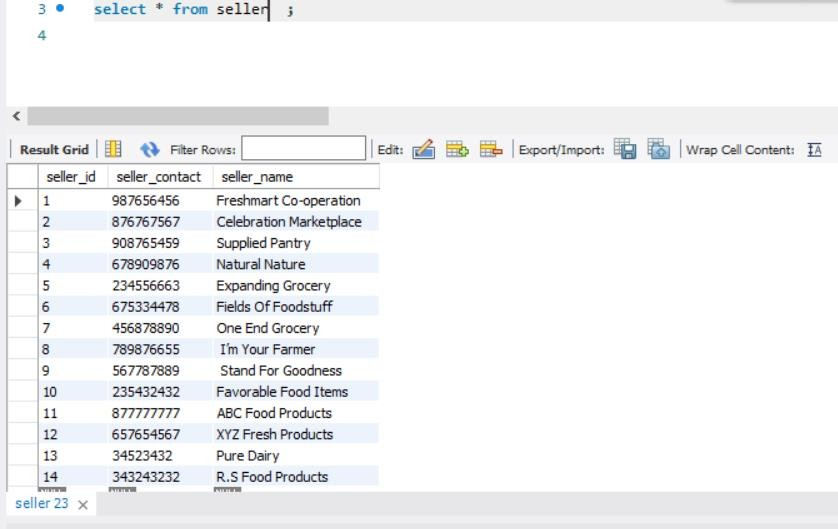 3 select * from seller ;
4
Result Grid Filter Rows: Edit: Export/Import: Wrap Cell Content: IA
seller_id seller_contact seller_name
1 987656456 Freshmart Co-operation
2 876767567 Celebration Marketplace
3 908765459 Supplied Pantry
4 678909876 Natural Nature
5 234556663 Expanding Grocery
6 675334478 Fields Of Foodstuff
7 456878890 One End Grocery
8 789876655 I'm Your Farmer
9 567787889 Stand For Goodness
10 235432432 Favorable Food Items
11 877777777 ABC Food Products
12 657654567 XYZ Fresh Products
13 34523432 Pure Dairy
14 343243232 R.S Food Products
NULL NULL NULL
seller 23